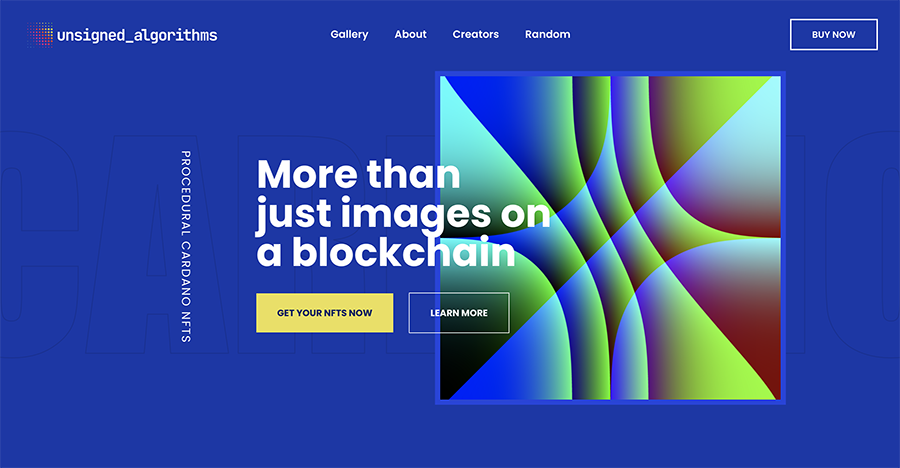 unsigned_algorithms
Gallery
About
Creators
Random
BUY NOW
PROCEDURAL CARDANO NFTS
More than
just images on
a blockchain
GET YOUR NFTS NOW
LEARN MORE